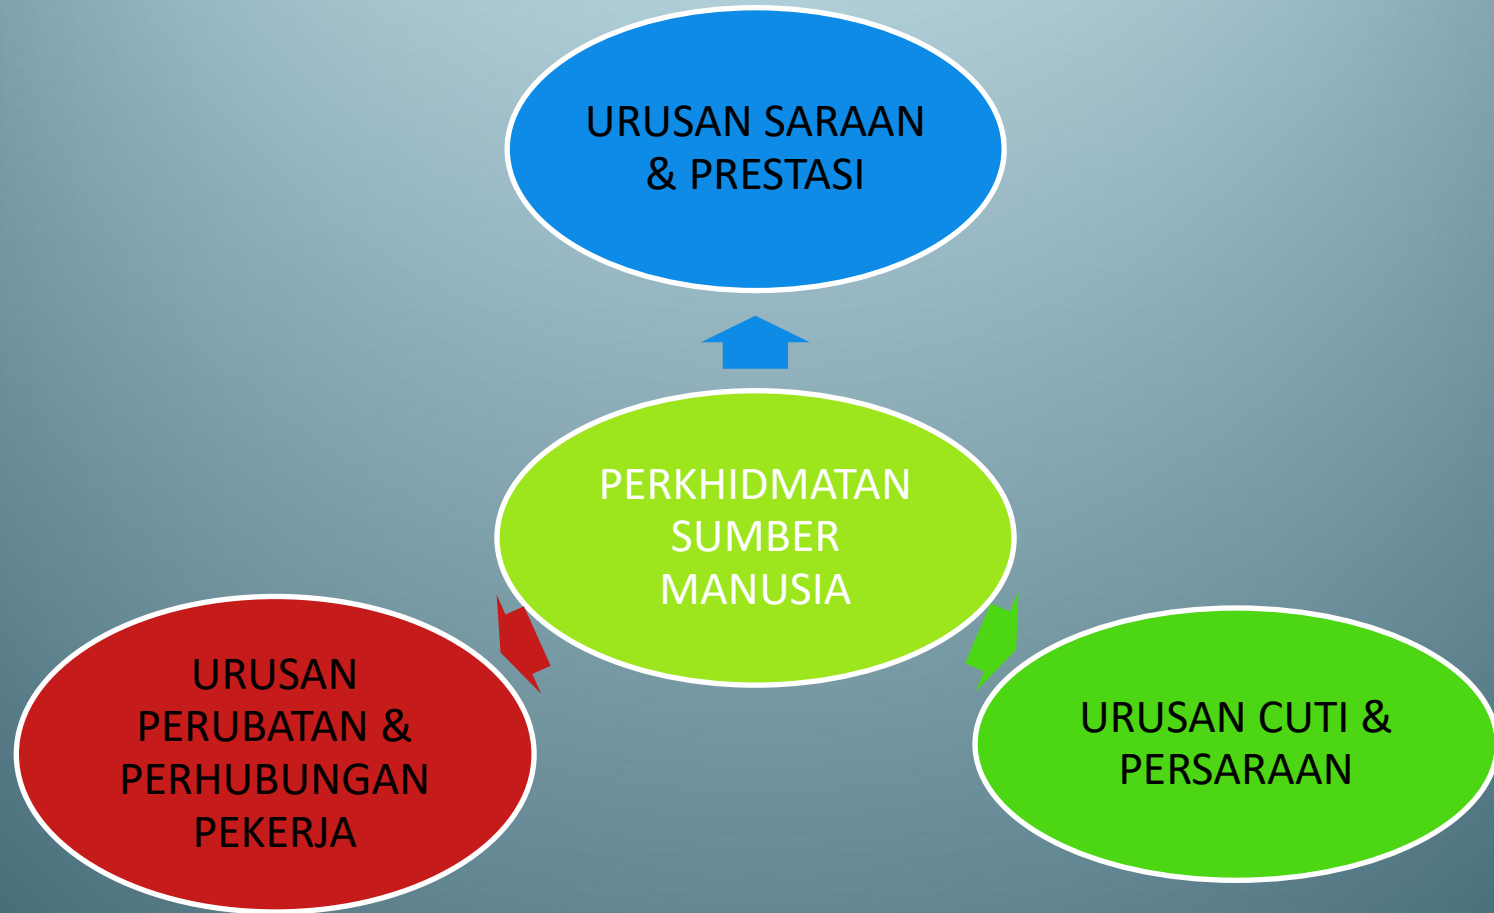 URUSAN SARAAN
& PRESTASI
PERKHIDMATAN
SUMBER
MANUSIA
URUSAN
PERUBATAN &
PERHUBUNGAN
PEKERJA
URUSAN CUTI &
PERSARAAN